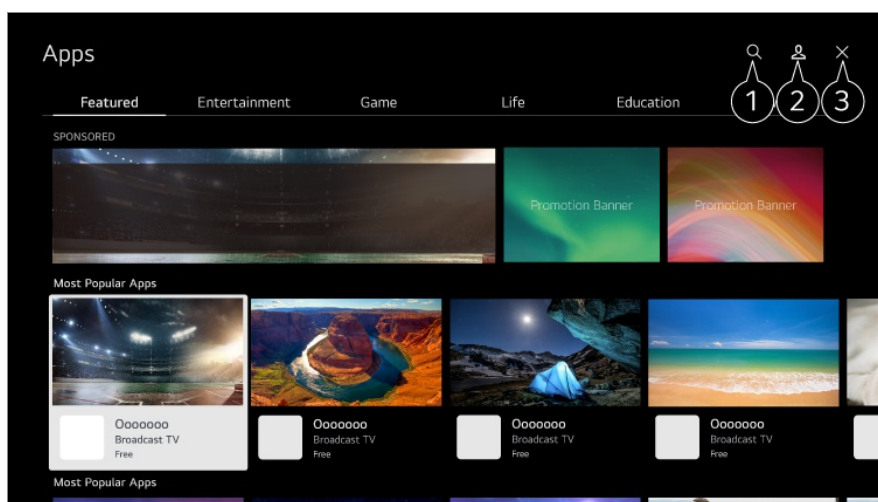 Apps
1 2 3
Featured Entertainment Game Life Education
SPONSORED
Promotion Banner Promotion Banner
Most Popular Apps
Ooooooo Ooooooo Ooooooo Ooooooo
Broadcast TV Broadcast TV Broadcast TV Broadcast TV
Free Free Free Free
Most Popular Apps